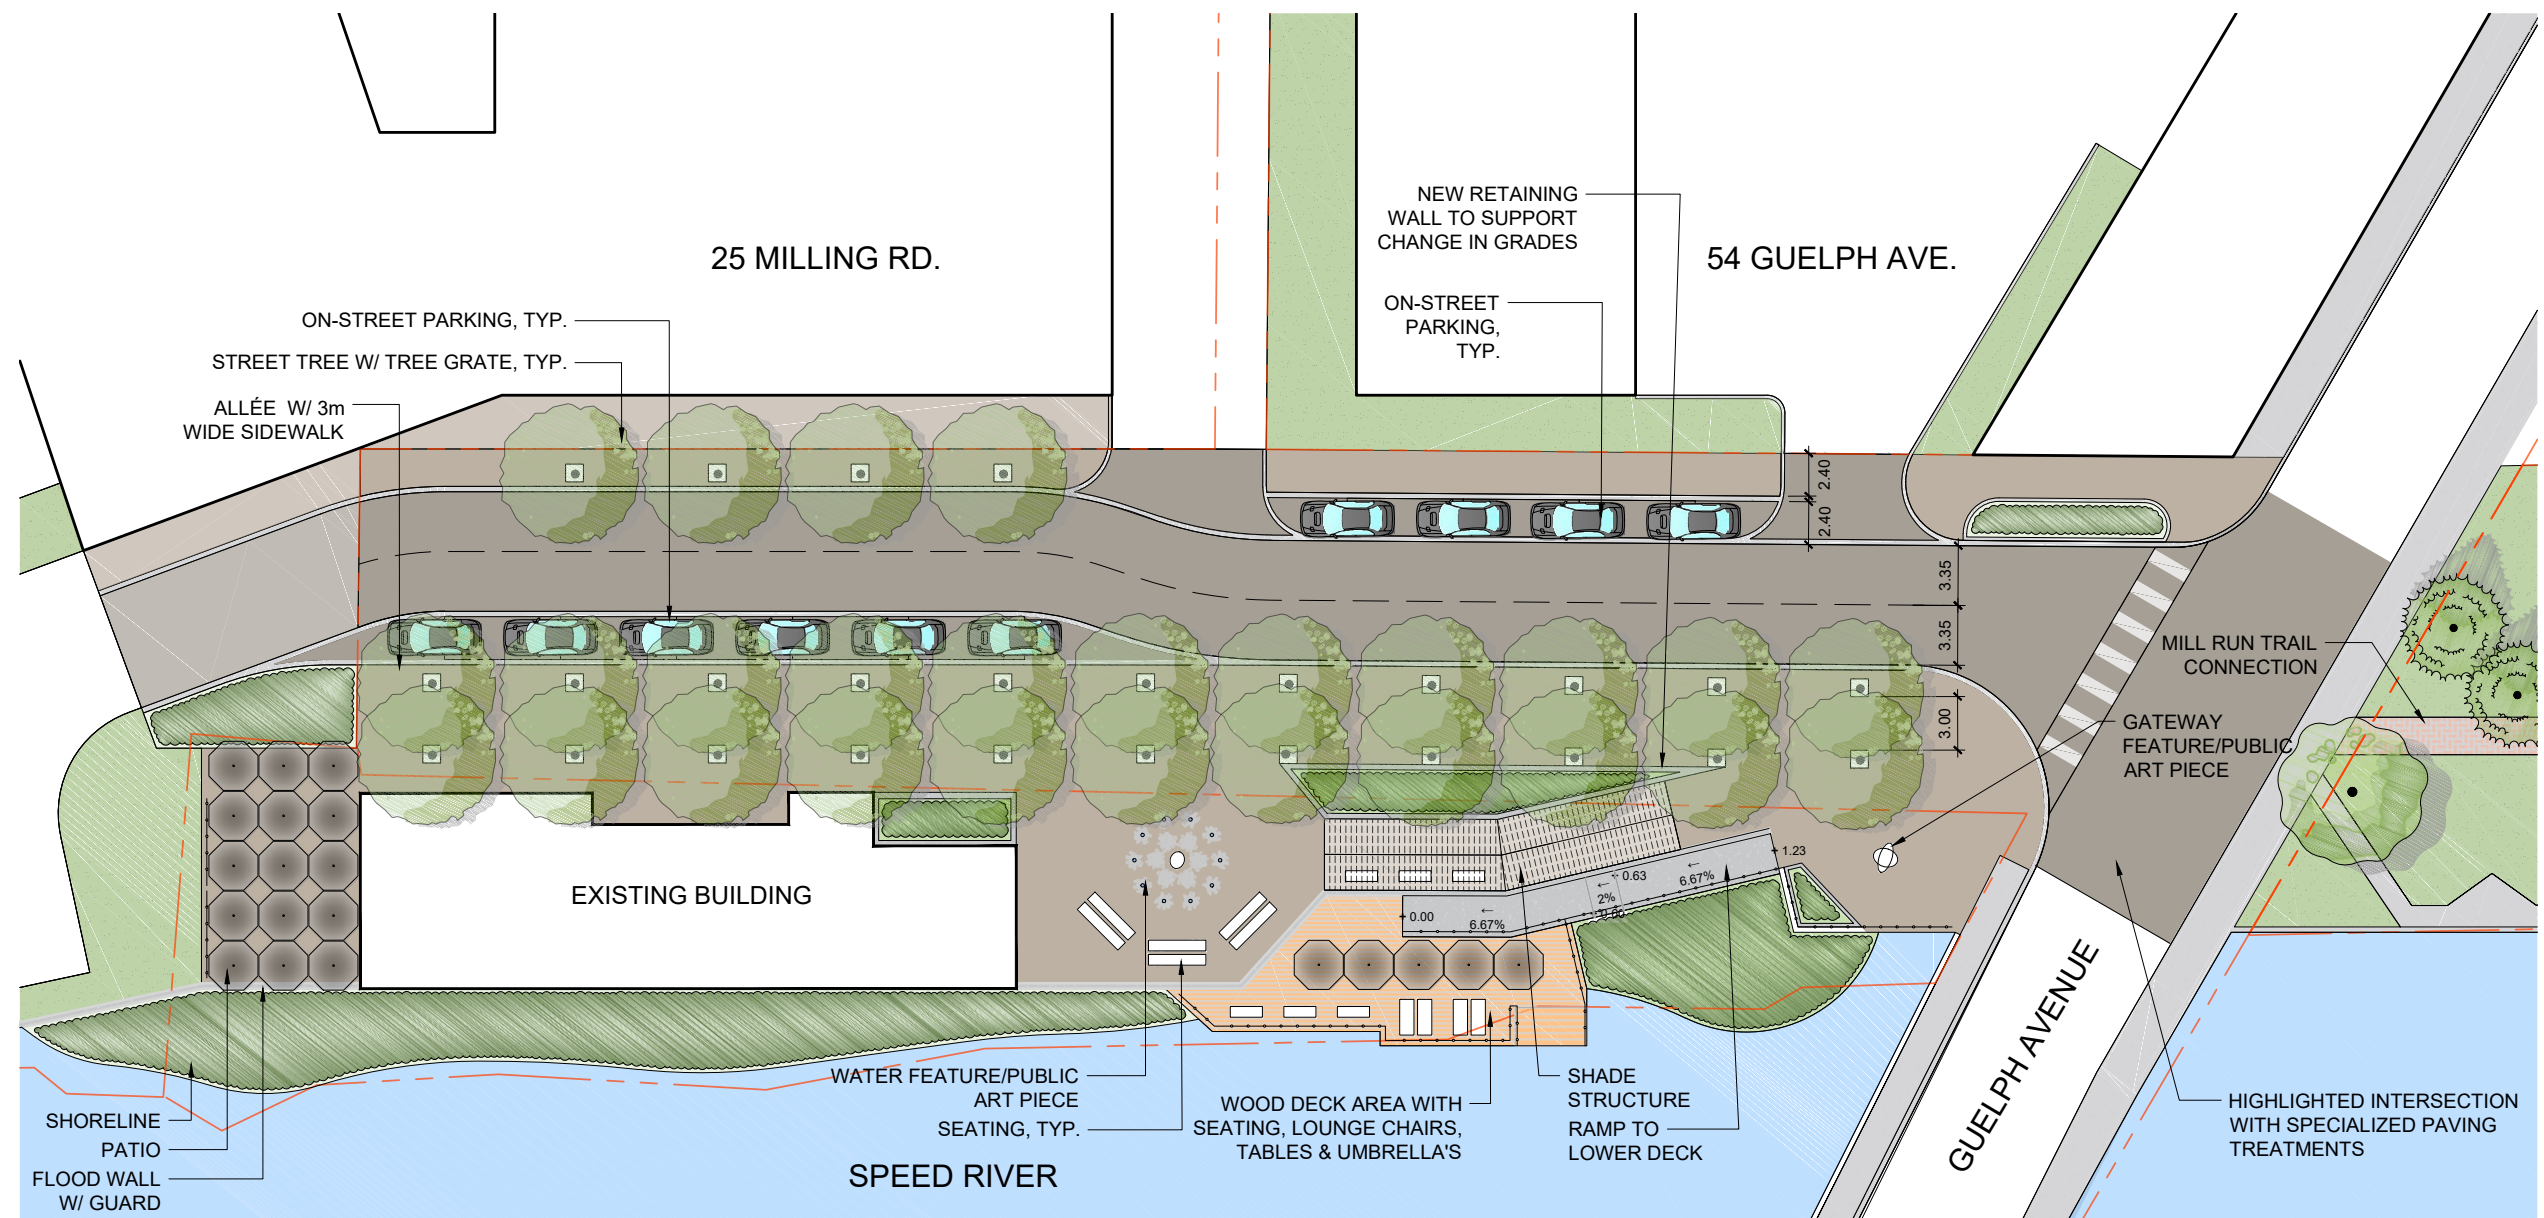 NEW RETAINING
WALL TO SUPPORT
CHANGE IN GRADES
25 MILLING RD.
54 GUELPH AVE.
ON-STREET PARKING, TYP.
ON-STREET
PARKING,
TYP.
STREET TREE W/ TREE GRATE, TYP.
ALLÉE W/ 3m
WIDE SIDEWALK
2.40
2.40
3.35
3.35
3.00
MILL RUN TRAIL
CONNECTION
GATEWAY
FEATURE/PUBLIC
ART PIECE
EXISTING BUILDING
1.23
0.63
6.67%
2%
0.60
0.00
6.67%
GUELPH AVENUE
WATER FEATURE/PUBLIC
ART PIECE
SEATING, TYP.
WOOD DECK AREA WITH
SEATING, LOUNGE CHAIRS,
TABLES & UMBRELLA'S
SHADE
STRUCTURE
RAMP TO
LOWER DECK
HIGHLIGHTED INTERSECTION
WITH SPECIALIZED PAVING
TREATMENTS
SHORELINE
PATIO
FLOOD WALL
W/ GUARD
SPEED RIVER